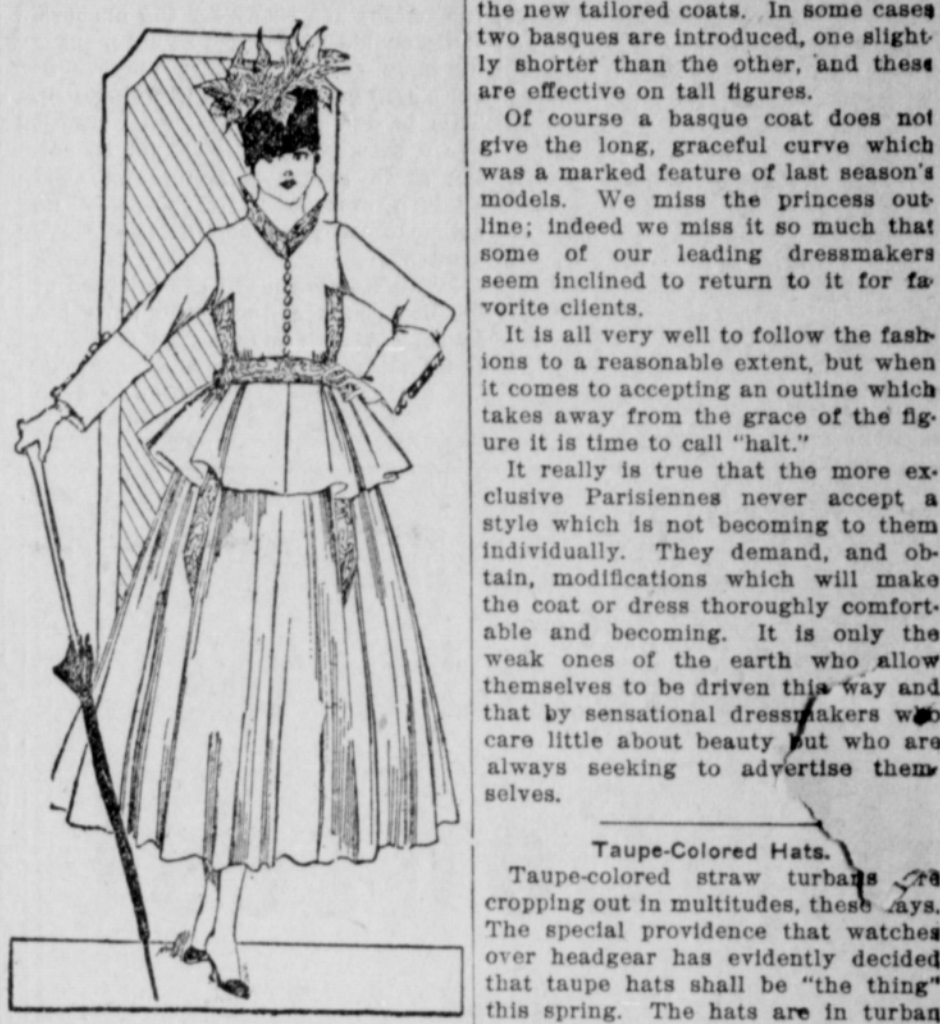 the new tailored coats. In some cases
two basques are introduced, one slight-
ly shorter than the other, and these
are effective on tall figures.
Of course a basque coat does not
give the long, graceful curve which
was a marked feature of last season's
models. We miss the princess out-
line; indeed we miss it so much that
some of our leading dressmakers
seem inclined to return to it for fa-
vorite clients.
It is all very well to follow the fash-
ions to a reasonable extent, but when
it comes to accepting an outline which
takes away from the grace of the fig-
ure it is time to call "halt."
It really is true that the more ex-
clusive Parisiennes never accept a
style which is not becoming to them
individually. They demand, and ob-
tain, modifications which will make
the coat or dress thoroughly comfort-
able and becoming. It is only the
weak ones of the earth who allow
themselves to be driven this way and
that by sensational dressmakers who
care little about beauty but who are
always seeking to advertise them-
selves.
Taupe-Colored Hats.
Taupe-colored straw turbans are
cropping out in multitudes, these days.
The special providence that watches
over headgear has evidently decided
that taupe hats shall be "the thing"
this spring. The hats are in turban